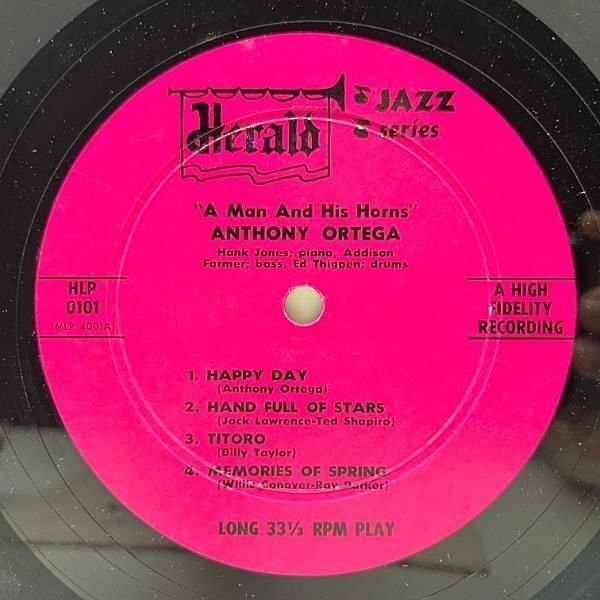 Herald
JAZZ
series
"A Man And His Horns"
ANTHONY ORTEGA
Hank Jones; piano, Addison
Farmer; bass, Ed Thigpen; drums
HLP
0101
(MLP 4001A)
A HIGH
FIDELITY
RECORDING
1. HAPPY DAY
(Anthony Ortega)
2. HAND FULL OF STARS
(Jack Lawrence-Ted Shapiro)
3. TITORO
(Billy Taylor)
4. MEMORIES OF SPRING
(Willis Conover-Ray Parker)
LONG 33⅓ RPM PLAY